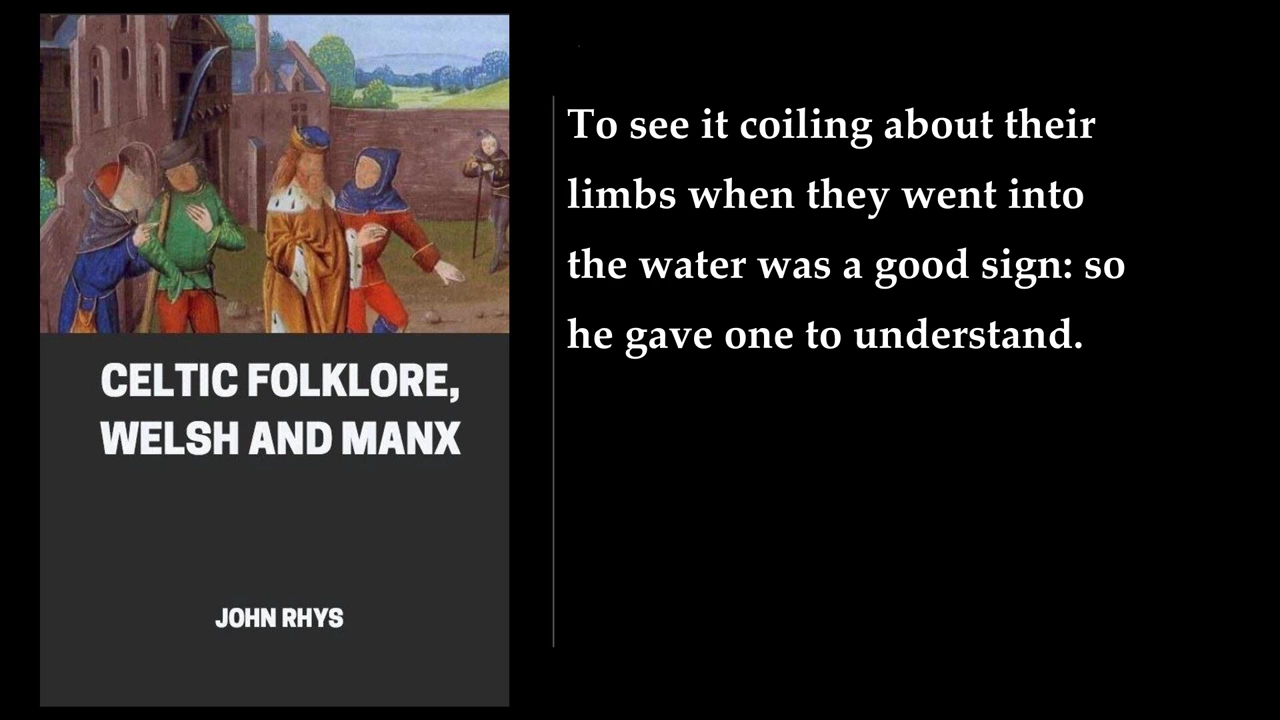 CELTIC FOLKLORE,
WELSH AND MANX
JOHN RHYS
To see it coiling about their
limbs when they went into
the water was a good sign: so
he gave one to understand.